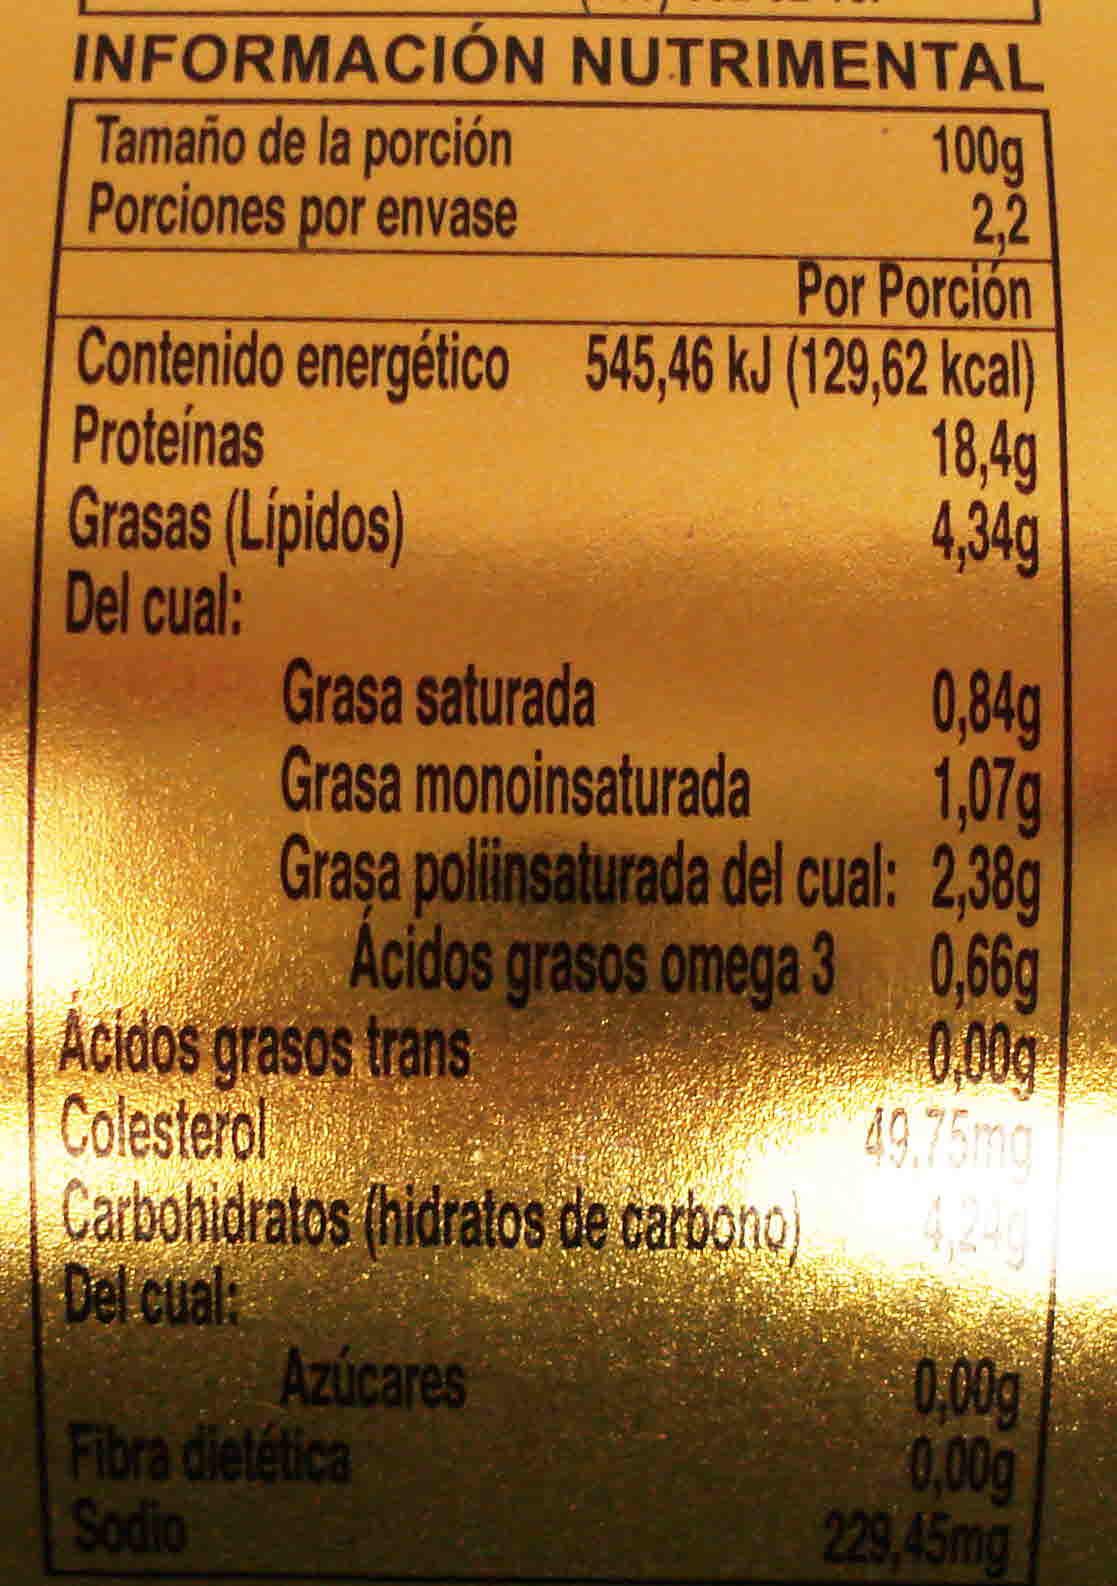 INFORMACIÓN NUTRIMENTAL
Tamaño de la porción 100g
Porciones por envase 2,2
Por Porción
Contenido energético 545,46 kJ (129,62 kcal)
Proteínas 18,4g
Grasas (Lípidos) 4,34g
Del cual:
Grasa saturada 0,84g
Grasa monoinsaturada 1,07g
Grasa poliinsaturada del cual: 2,38g
Ácidos grasos omega 3 0,66g
Ácidos grasos trans 0,00g
Colesterol 49.75mg
Carbohidratos (hidratos de carbono) 4,24g
Del cual:
Azúcares 0,00g
Fibra dietética 0,00g
Sodio 229,45mg